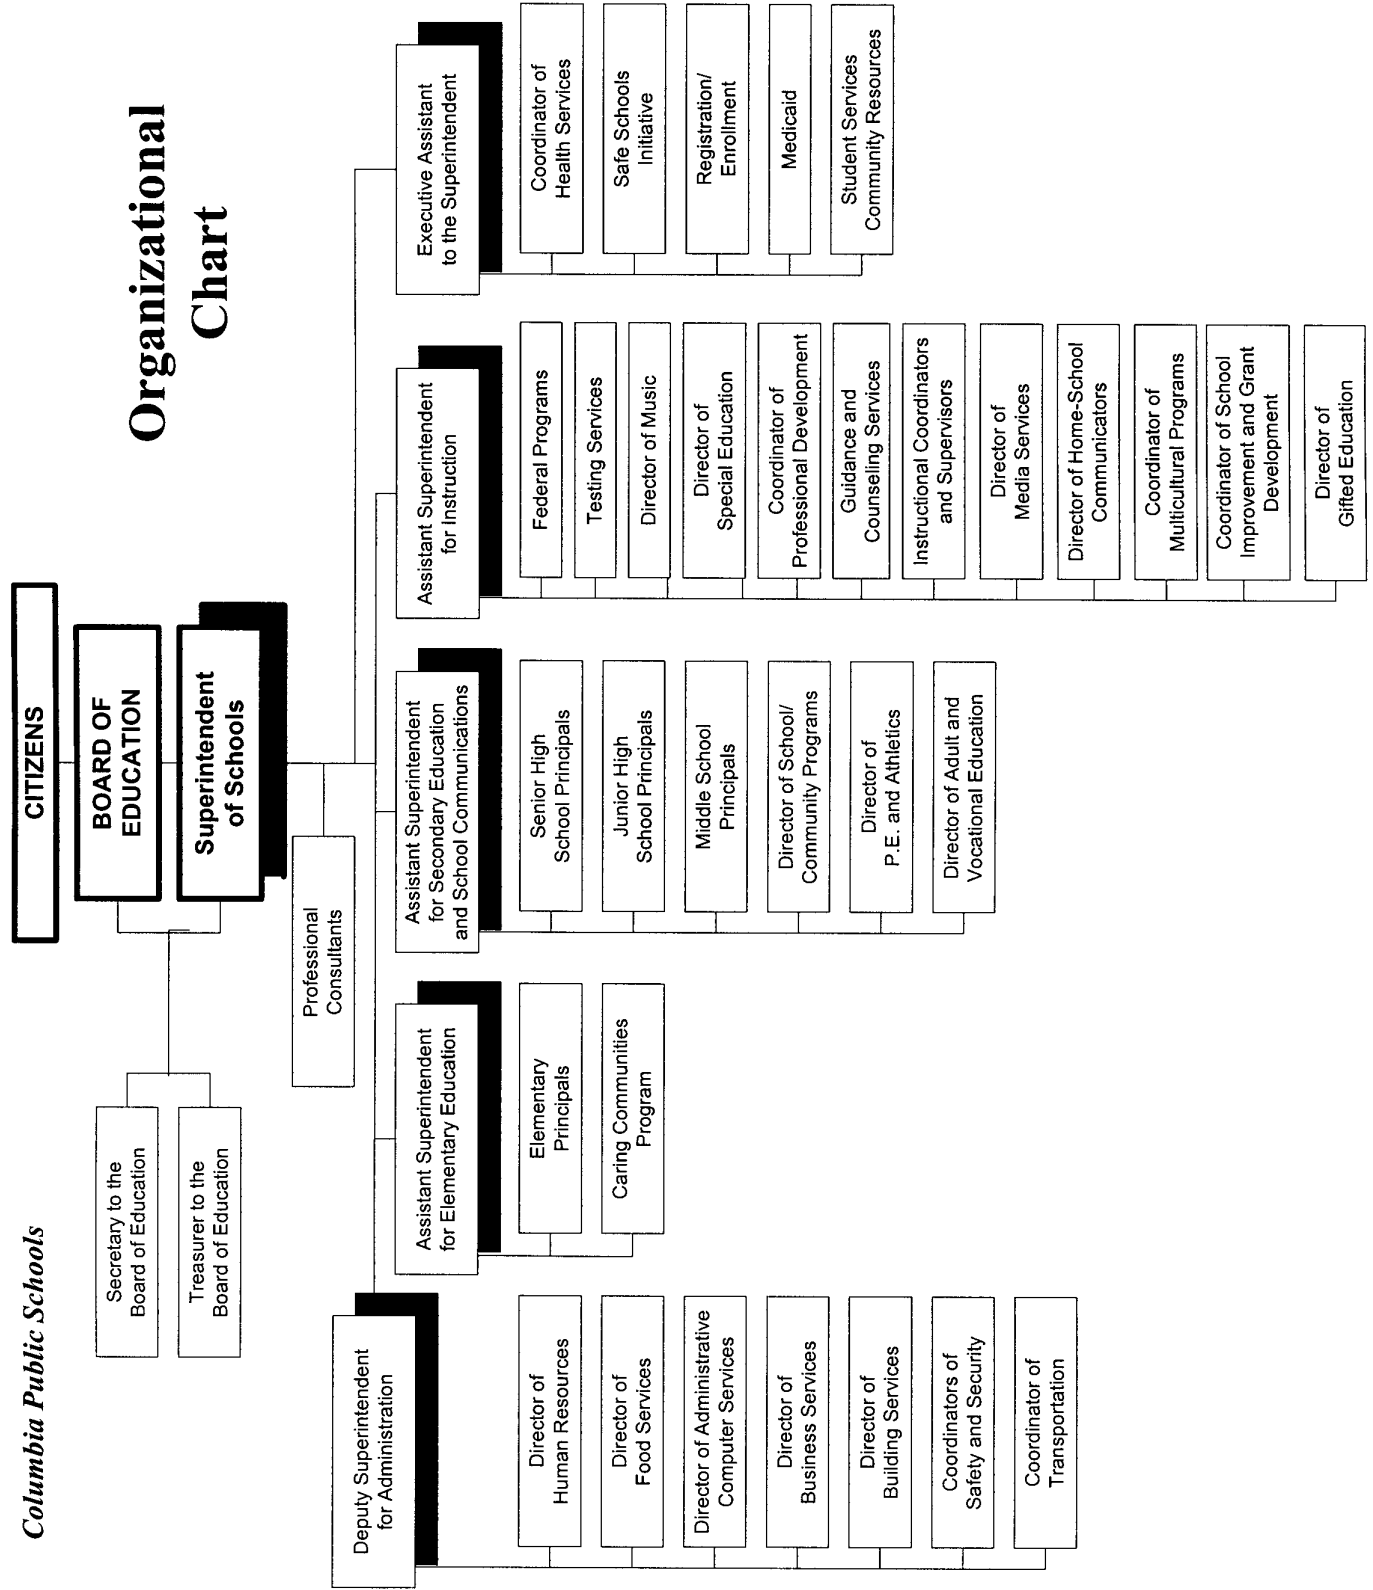 Columbia Public Schools
Organizational
Chart
CITIZENS
BOARD OF
EDUCATION
Superintendent
of Schools
Secretary to the
Board of Education
Treasurer to the
Board of Education
Professional
Consultants
Deputy Superintendent
for Administration
Director of
Human Resources
Director of
Food Services
Director of Administrative
Computer Services
Director of
Business Services
Director of
Building Services
Coordinators of
Safety and Security
Coordinator of
Transportation
Assistant Superintendent
for Elementary Education
Elementary
Principals
Caring Communities
Program
Assistant Superintendent
for Secondary Education
and School Communications
Senior High
School Principals
Junior High
School Principals
Middle School
Principals
Director of School/
Community Programs
Director of
P.E. and Athletics
Director of Adult and
Vocational Education
Assistant Superintendent
for Instruction
Federal Programs
Testing Services
Director of Music
Director of
Special Education
Coordinator of
Professional Development
Guidance and
Counseling Services
Instructional Coordinators
and Supervisors
Director of
Media Services
Director of Home-School
Communicators
Coordinator of
Multicultural Programs
Coordinator of School
Improvement and Grant
Development
Director of
Gifted Education
Executive Assistant
to the Superintendent
Coordinator of
Health Services
Safe Schools
Initiative
Registration/
Enrollment
Medicaid
Student Services
Community Resources